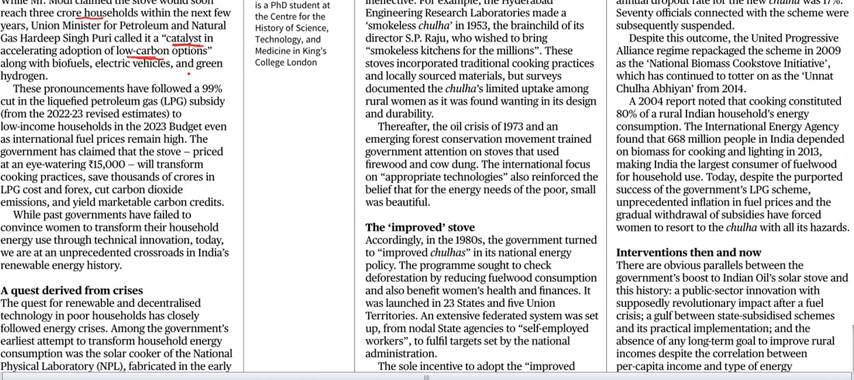 While Mr. Modi claimed the stove would soon
reach three crore households within the next few
years, Union Minister for Petroleum and Natural
Gas Hardeep Singh Puri called it a “catalyst in
accelerating adoption of low-carbon options”
along with biofuels, electric vehicles, and green
hydrogen.
These pronouncements have followed a 99%
cut in the liquefied petroleum gas (LPG) subsidy
(from the 2022-23 revised estimates) to
low-income households in the 2023 Budget even
as international fuel prices remain high. The
government has claimed that the stove — priced
at an eye-watering ₹15,000 — will transform
cooking practices, save thousands of crores in
LPG cost and forex, cut carbon dioxide
emissions, and yield marketable carbon credits.
While past governments have failed to
convince women to transform their household
energy use through technical innovation, today,
we are at an unprecedented crossroads in India’s
renewable energy history.
A quest derived from crises
The quest for renewable and decentralised
technology in poor households has closely
followed energy crises. Among the government’s
earliest attempt to transform household energy
consumption was the solar cooker of the National
Physical Laboratory (NPL), fabricated in the early
is a PhD student at
the Centre for the
History of Science,
Technology, and
Medicine in King’s
College London
ineffective. For example, the Hyderabad
Engineering Research Laboratories made a
‘smokeless chulha’ in 1953, the brainchild of its
director S.P. Raju, who wished to bring
“smokeless kitchens for the millions”. These
stoves incorporated traditional cooking practices
and locally sourced materials, but surveys
documented the chulha’s limited uptake among
rural women as it was found wanting in its design
and durability.
Thereafter, the oil crisis of 1973 and an
emerging forest conservation movement trained
government attention on stoves that used
firewood and cow dung. The international focus
on “appropriate technologies” also reinforced the
belief that for the energy needs of the poor, small
was beautiful.
The ‘improved’ stove
Accordingly, in the 1980s, the government turned
to “improved chulhas” in its national energy
policy. The programme sought to check
deforestation by reducing fuelwood consumption
and also benefit women’s health and finances. It
was launched in 23 States and five Union
Territories. An extensive federated system was set
up, from nodal State agencies to “self-employed
workers”, to fulfil targets set by the national
administration.
The sole incentive to adopt the “improved
annual dropout rate for the new chulha was 17%.
Seventy officials connected with the scheme were
subsequently suspended.
Despite this outcome, the United Progressive
Alliance regime repackaged the scheme in 2009
as the ‘National Biomass Cookstove Initiative’,
which has continued to totter on as the ‘Unnat
Chulha Abhiyan’ from 2014.
A 2004 report noted that cooking constituted
80% of a rural Indian household’s energy
consumption. The International Energy Agency
found that 668 million people in India depended
on biomass for cooking and lighting in 2013,
making India the largest consumer of fuelwood
for household use. Today, despite the purported
success of the government’s LPG scheme,
unprecedented inflation in fuel prices and the
gradual withdrawal of subsidies have forced
women to resort to the chulha with all its hazards.
Interventions then and now
There are obvious parallels between the
government’s boost to Indian Oil’s solar stove and
this history: a public-sector innovation with
supposedly revolutionary impact after a fuel
crisis; a gulf between state-subsidised schemes
and its practical implementation; and the
absence of any long-term goal to improve rural
incomes despite the correlation between
per-capita income and type of energy